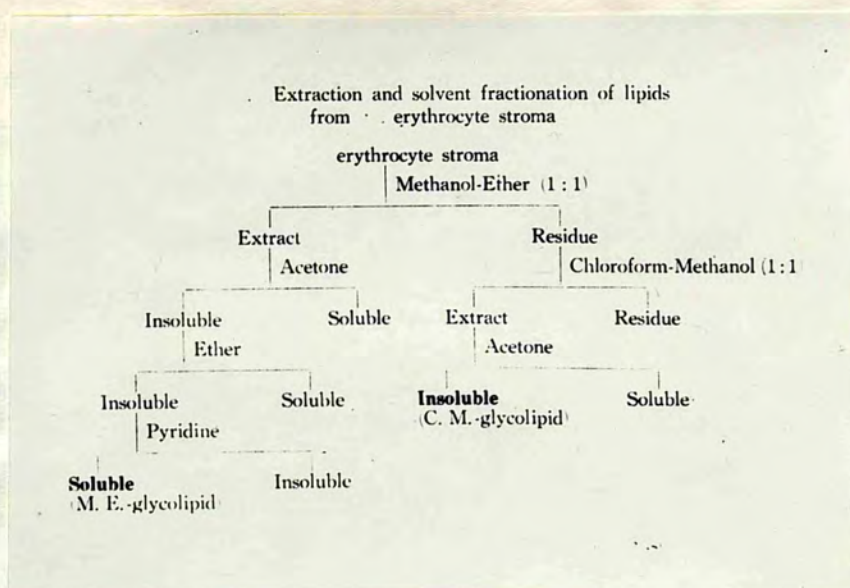 Extraction and solvent fractionation of lipids
from erythrocyte stroma
erythrocyte stroma
Methanol-Ether (1 : 1)
Extract Residue
Acetone Chloroform-Methanol (1 : 1
Insoluble Soluble Extract Residue
Ether Acetone
Insoluble Soluble Insoluble Soluble
Pyridine (C. M.-glycolipid)
Soluble Insoluble
(M. E.-glycolipid)